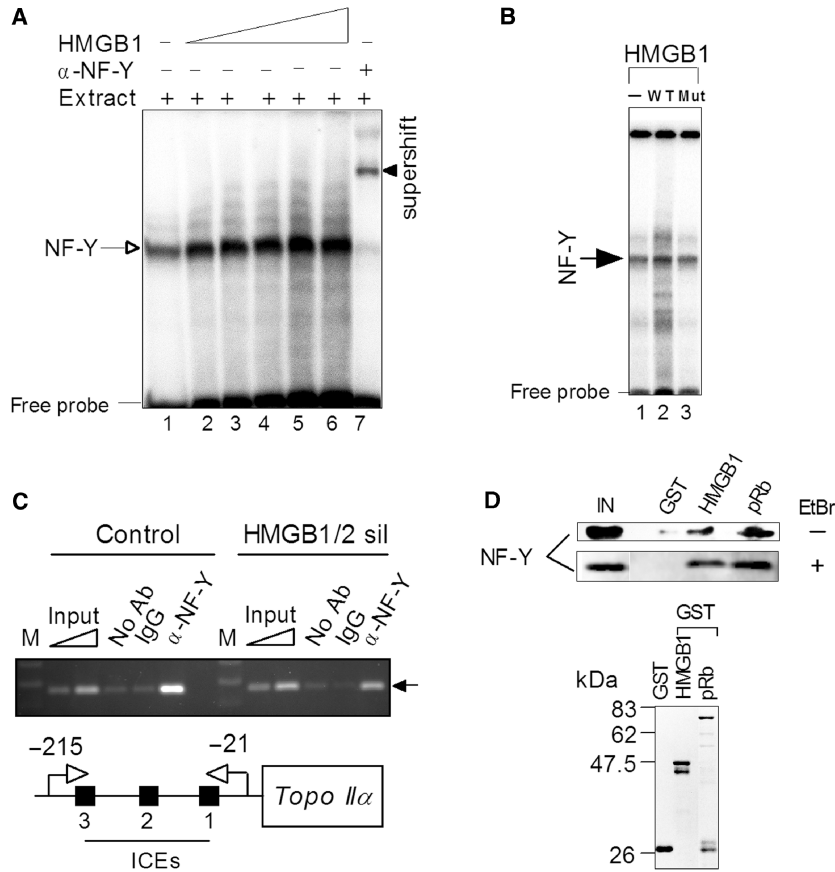 A
HMGB1 –
–
α-NF-Y – – – – – – +
Extract + + + + + + +
supershift
NF-Y
Free probe
1 2 3 4 5 6 7
B
HMGB1
– WT Mut
NF-Y
Free probe
1 2 3
C
Control HMGB1/2 sil
M Input No Ab IgG α-NF-Y M Input No Ab IgG α-NF-Y
–215 –21
Topo IIα
3 2 1
ICEs
D
IN GST HMGB1 pRb EtBr
–
NF-Y
+
GST
kDa GST HMGB1 pRb
83
62
47.5
26